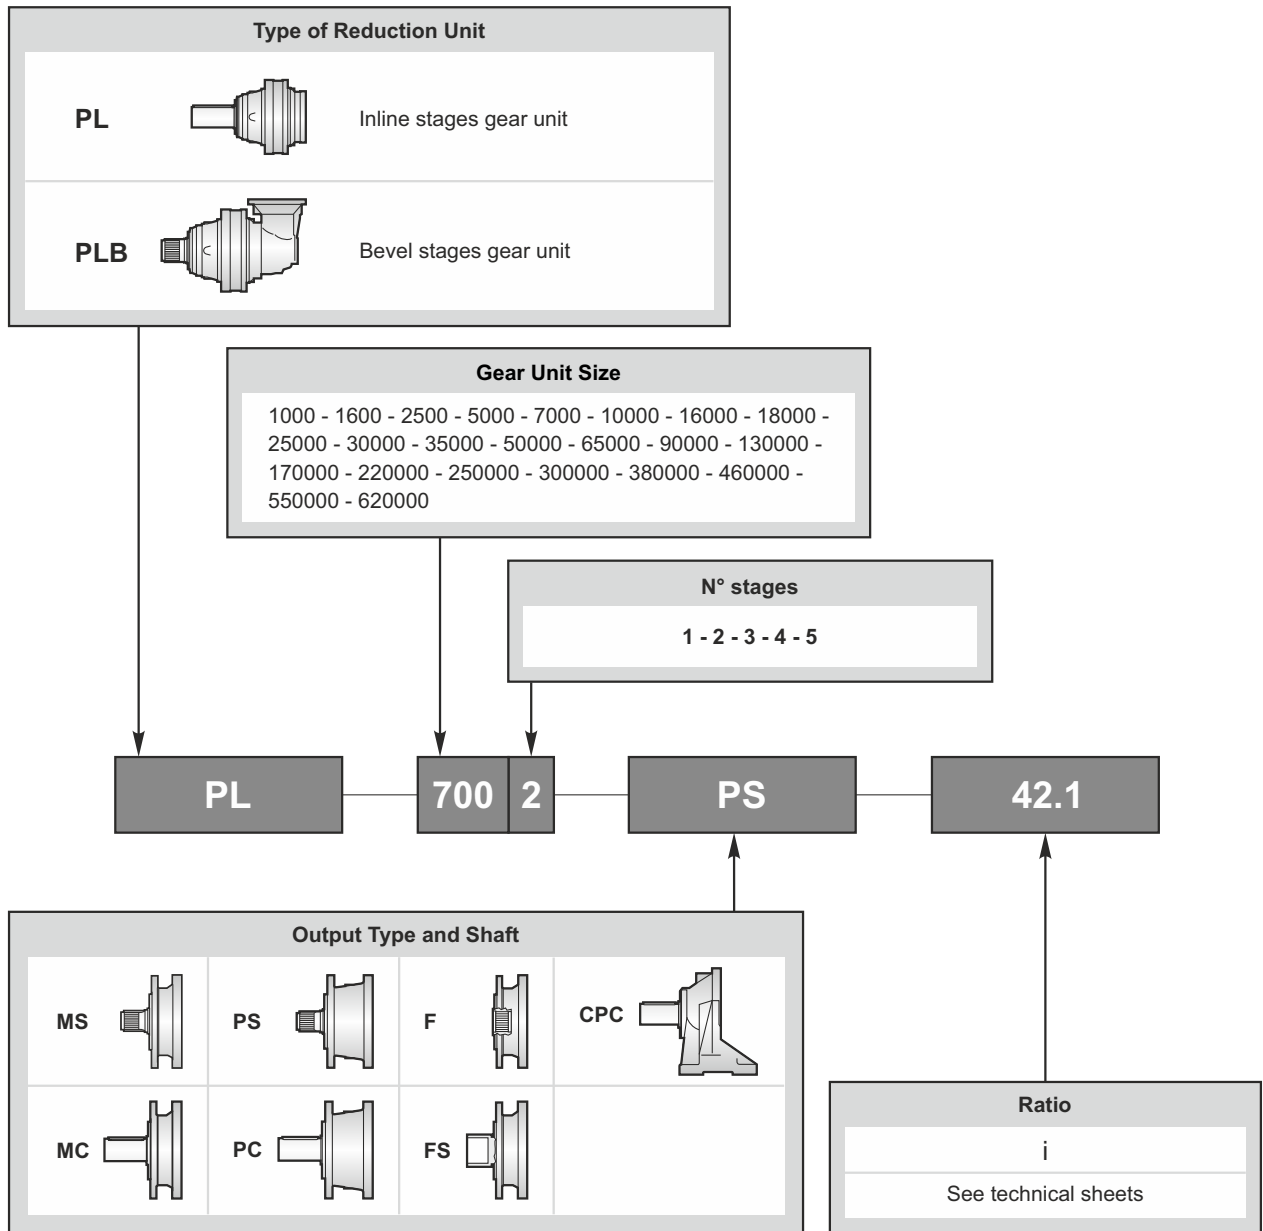 Type of Reduction Unit
PL
Inline stages gear unit
PLB
Bevel stages gear unit
Gear Unit Size
1000 - 1600 - 2500 - 5000 - 7000 - 10000 - 16000 - 18000 -
25000 - 30000 - 35000 - 50000 - 65000 - 90000 - 130000 -
170000 - 220000 - 250000 - 300000 - 380000 - 460000 -
550000 - 620000
N° stages
1 - 2 - 3 - 4 - 5
PL 700 2 PS 42.1
Output Type and Shaft
MS PS F CPC
MC PC FS
Ratio
i
See technical sheets